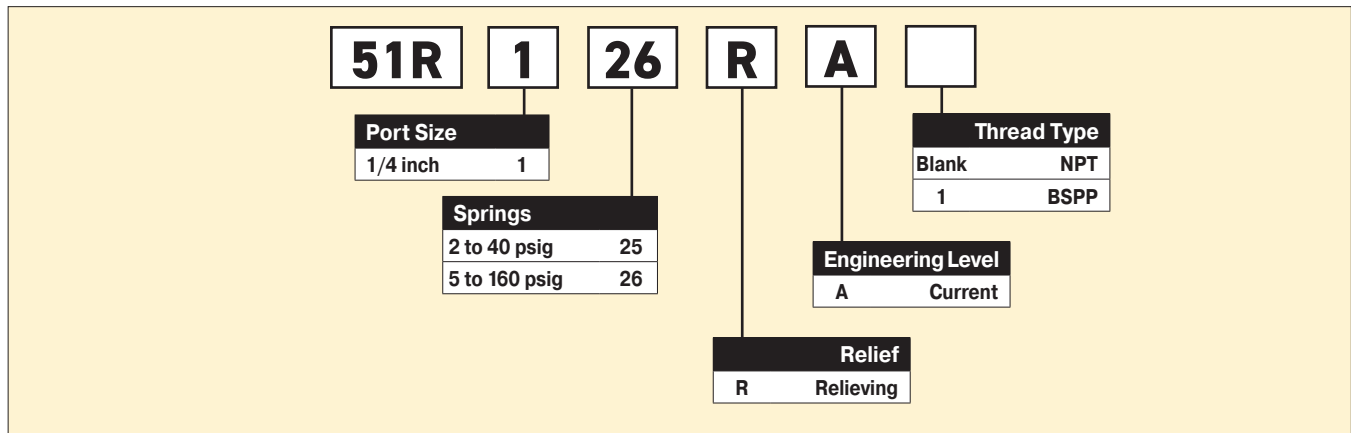 51R 1 26 R A
Port Size
1/4 inch 1
Springs
2 to 40 psig 25
5 to 160 psig 26
Thread Type
Blank NPT
1 BSPP
Engineering Level
A Current
Relief
R Relieving